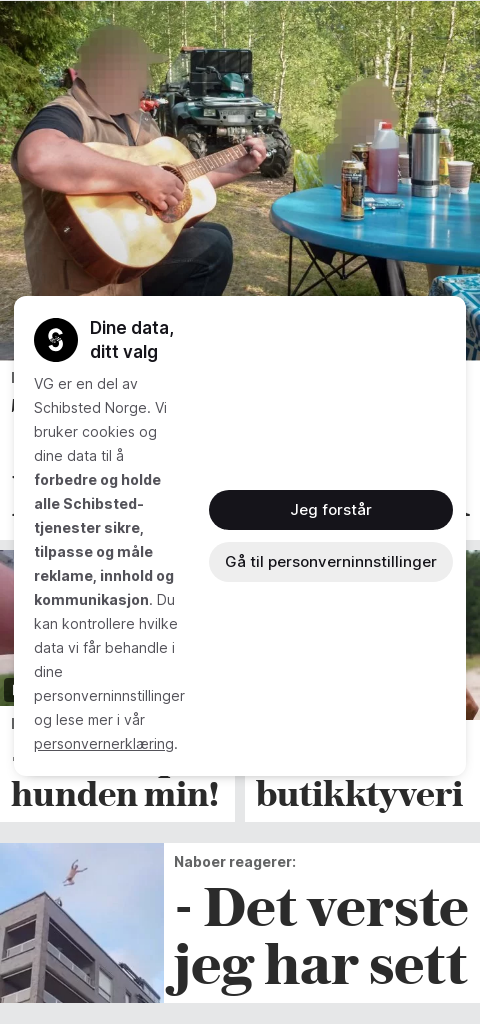 Dine data,
ditt valg
VG er en del av
Schibsted Norge. Vi
bruker cookies og
dine data til å
forbedre og holde
alle Schibsted-
tjenester sikre,
tilpasse og måle
reklame, innhold og
kommunikasjon. Du
kan kontrollere hvilke
data vi får behandle i
dine
personverninnstillinger
og lese mer i vår
personvernerklæring.
Jeg forstår
Gå til personverninnstillinger
hunden min!
butikktyveri
Naboer reagerer:
- Det verste
jeg har sett